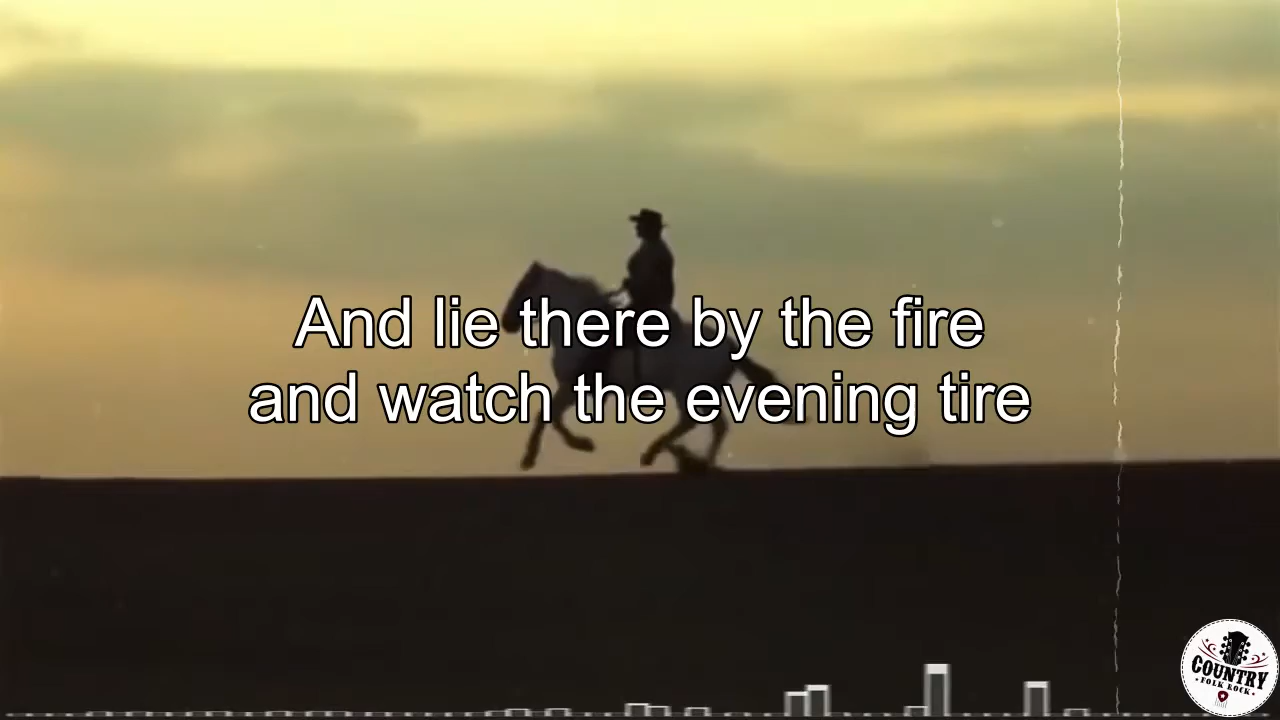 And lie there by the fire
and watch the evening tire
COUNTRY
• FOLK ROCK •